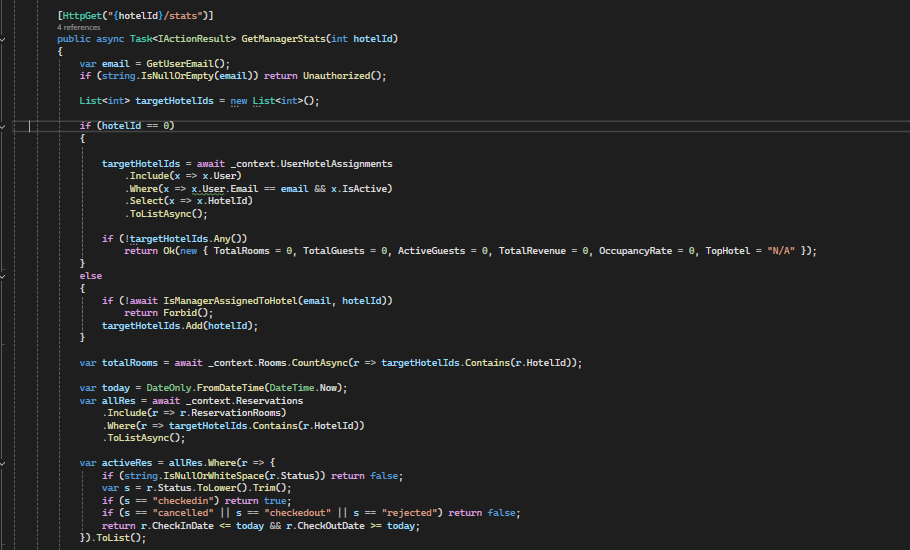 [HttpGet("{hotelId}/stats")]
4 references
public async Task<IActionResult> GetManagerStats(int hotelId)
{
var email = GetUserEmail();
if (string.IsNullOrEmpty(email)) return Unauthorized();
List<int> targetHotelIds = new List<int>();
if (hotelId == 0)
{
targetHotelIds = await _context.UserHotelAssignments
.Include(x => x.User)
.Where(x => x.User.Email == email && x.IsActive)
.Select(x => x.HotelId)
.ToListAsync();
if (!targetHotelIds.Any())
return Ok(new { TotalRooms = 0, TotalGuests = 0, ActiveGuests = 0, TotalRevenue = 0, OccupancyRate = 0, TopHotel = "N/A" });
}
else
{
if (!await IsManagerAssignedToHotel(email, hotelId))
return Forbid();
targetHotelIds.Add(hotelId);
}
var totalRooms = await _context.Rooms.CountAsync(r => targetHotelIds.Contains(r.HotelId));
var today = DateOnly.FromDateTime(DateTime.Now);
var allRes = await _context.Reservations
.Include(r => r.ReservationRooms)
.Where(r => targetHotelIds.Contains(r.HotelId))
.ToListAsync();
var activeRes = allRes.Where(r => {
if (string.IsNullOrWhiteSpace(r.Status)) return false;
var s = r.Status.ToLower().Trim();
if (s == "checkedin") return true;
if (s == "cancelled" || s == "checkedout" || s == "rejected") return false;
return r.CheckInDate <= today && r.CheckOutDate >= today;
}).ToList();